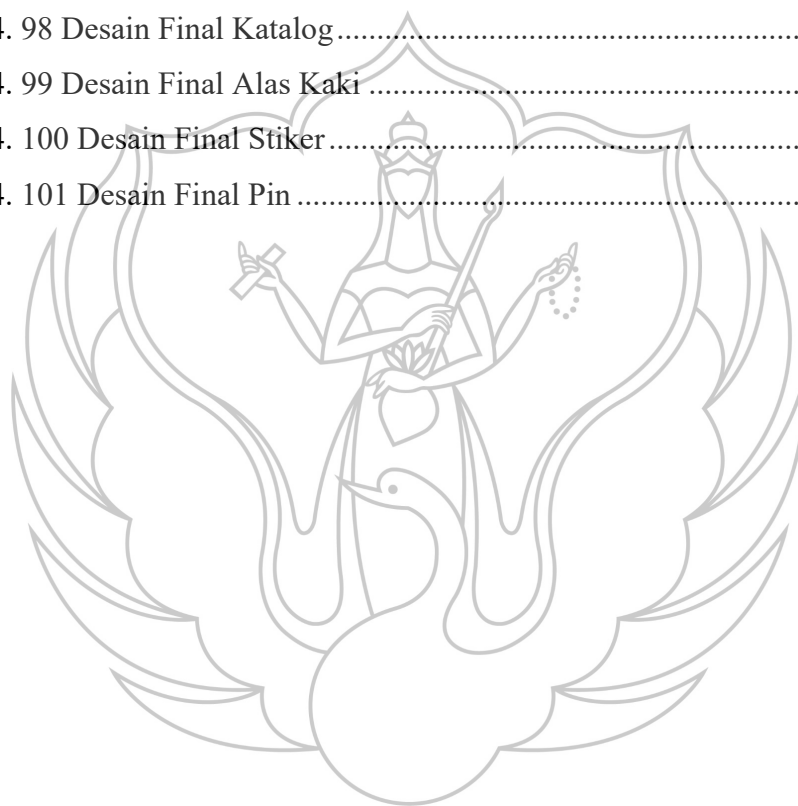 4. 98 Desain Final Katalog
4. 99 Desain Final Alas Kaki
4. 100 Desain Final Stiker
4. 101 Desain Final Pin